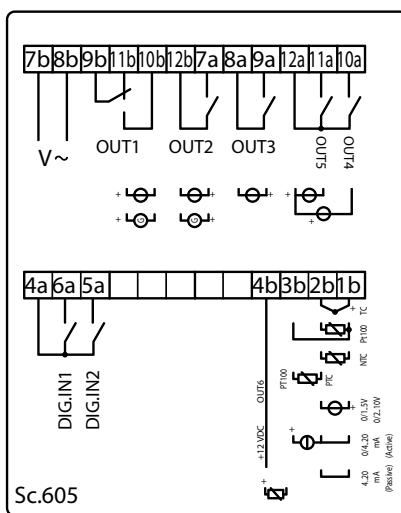 7b 8b 9b 11b 10b 12b 7a 8a 9a 12a 11a 10a
V~
OUT1
OUT2
OUT3
OUT5
OUT4
+
+ +
+
+
+ G
G +
+
4a 6a 5a 4b 3b 2b 1b
DIG.IN1
DIG.IN2
OUT6
+12 VDC
+
+ TC
Pt100
NTC
PT100
PTC
+
0/1..5V
0/2..10V
+
0/4..20
mA
(Active)
4..20
mA
(Passive)
Sc.605